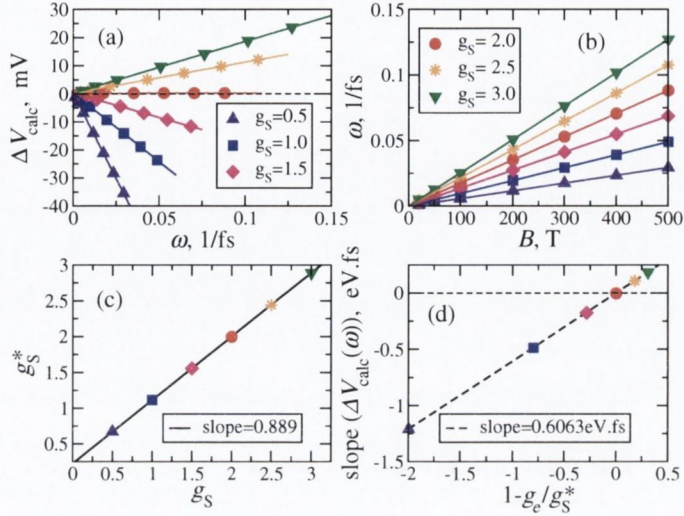 (a)
ΔV_calc, mV
30
20
10
0
10
20
30
-40
0
0.05
0.1
0.15
ω, 1/fs
g_S=0.5
g_S=1.0
g_S=1.5
(b)
ω, 1/fs
0.15
0.1
0.05
0
0
100
200
300
400
500
B, T
g_S= 2.0
g_S= 2.5
g_S= 3.0
(c)
g_S*
3
2.5
2
1.5
1
0.5
0
0.5
1
1.5
2
2.5
3
g_S
slope=0.889
(d)
slope (ΔV_calc(ω)), eV.fs
0
-0.5
-1
-1.5
-2
-1.5
-1
-0.5
0
0.5
1-g_e/g_S*
slope=0.6063eV.fs